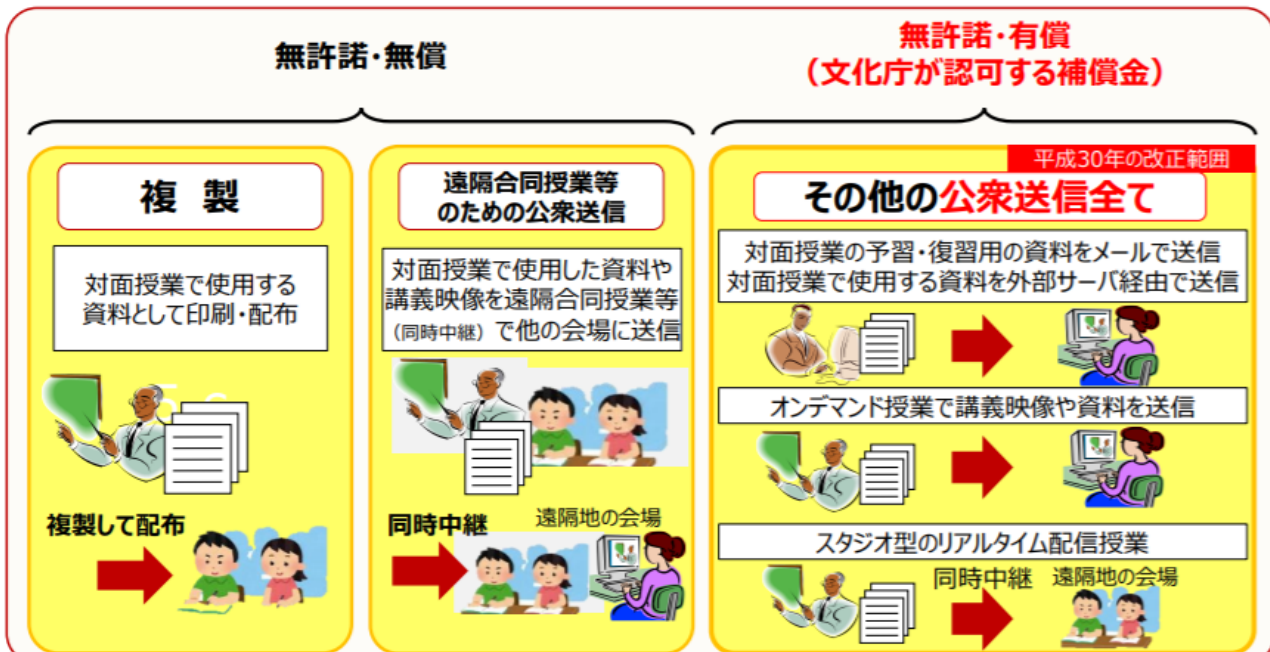 無許諾・無償
無許諾・有償
（文化庁が認可する補償金）
複 製
対面授業で使用する
資料として印刷・配布
複製して配布
遠隔合同授業等
のための公衆送信
対面授業で使用した資料や
講義映像を遠隔合同授業等
（同時中継）で他の会場に送信
同時中継
遠隔地の会場
平成30年の改正範囲
その他の公衆送信全て
対面授業の予習・復習用の資料をメールで送信
対面授業で使用する資料を外部サーバ経由で送信
オンデマンド授業で講義映像や資料を送信
スタジオ型のリアルタイム配信授業
同時中継
遠隔地の会場